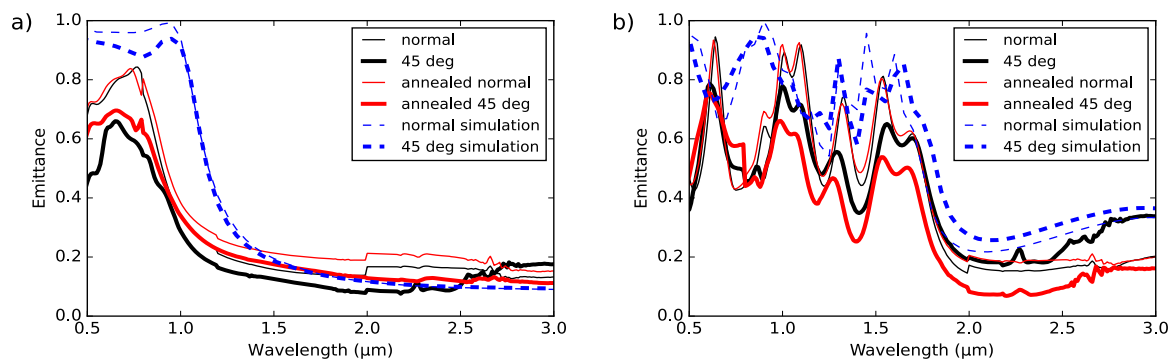 a)
Emittance
1.0
0.8
0.6
0.4
0.2
0.0
0.5 1.0 1.5 2.0 2.5 3.0
Wavelength (μm)
normal
45 deg
annealed normal
annealed 45 deg
normal simulation
45 deg simulation
b)
Emittance
1.0
0.8
0.6
0.4
0.2
0.0
0.5 1.0 1.5 2.0 2.5 3.0
Wavelength (μm)
normal
45 deg
annealed normal
annealed 45 deg
normal simulation
45 deg simulation